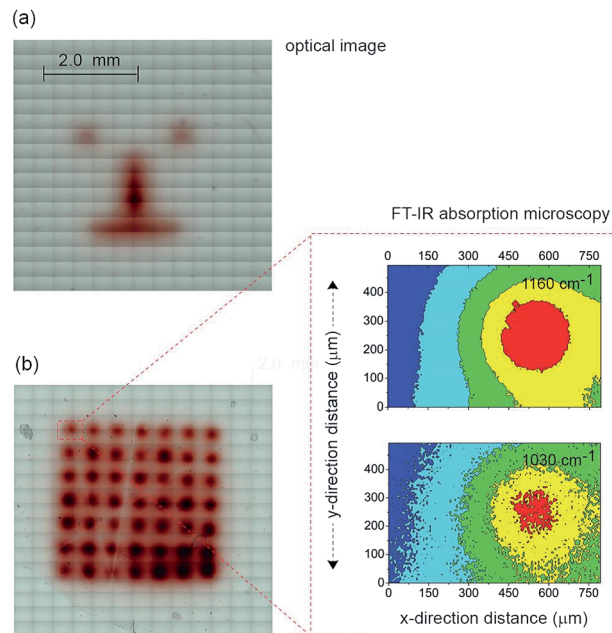 (a)
optical image
2.0 mm
FT-IR absorption microscopy
0 150 300 450 600 750
1160 cm-1
400
300
200
100
0
(b)
2.0 mm
y-direction distance (μm)
1030 cm-1
400
300
200
100
0
0 150 300 450 600 750
x-direction distance (μm)